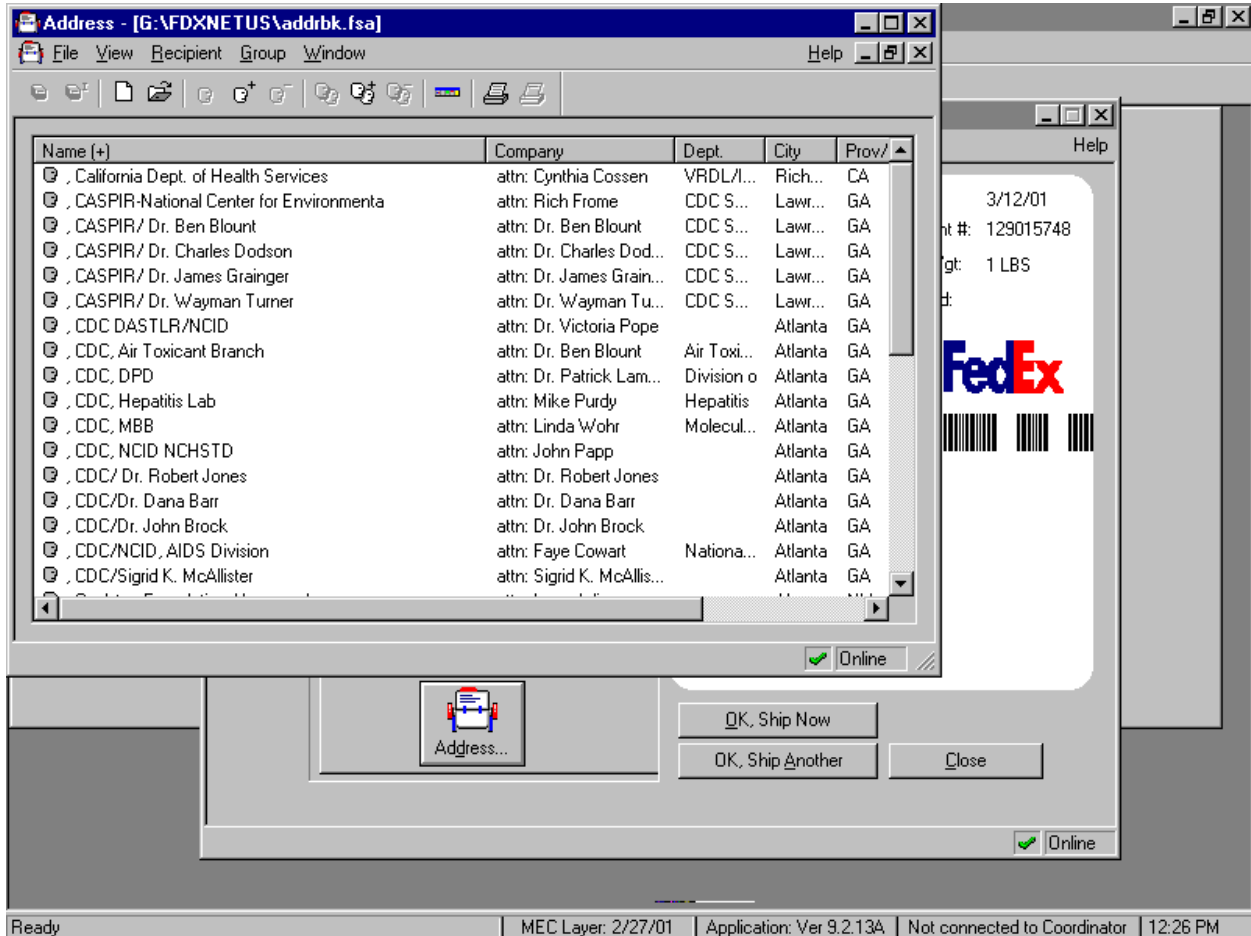 Address - [G:\FDXNETUS\addrbk.fsa]
File View Recipient Group Window Help
Help
Name (+) Company Dept. City Prov/
, California Dept. of Health Services attn: Cynthia Cossen VRDL/I... Rich... CA
, CASPIR-National Center for Environmenta attn: Rich Frome CDC S... Lawr... GA
, CASPIR/ Dr. Ben Blount attn: Dr. Ben Blount CDC S... Lawr... GA
, CASPIR/ Dr. Charles Dodson attn: Dr. Charles Dod... CDC S... Lawr... GA
, CASPIR/ Dr. James Grainger attn: Dr. James Grain... CDC S... Lawr... GA
, CASPIR/ Dr. Wayman Turner attn: Dr. Wayman Tu... CDC S... Lawr... GA
, CDC DASTLR/NCID attn: Dr. Victoria Pope Atlanta GA
, CDC, Air Toxicant Branch attn: Dr. Ben Blount Air Toxi... Atlanta GA
, CDC, DPD attn: Dr. Patrick Lam... Division o Atlanta GA
, CDC, Hepatitis Lab attn: Mike Purdy Hepatitis Atlanta GA
, CDC, MBB attn: Linda Wohr Molecul... Atlanta GA
, CDC, NCID NCHSTD attn: John Papp Atlanta GA
, CDC/ Dr. Robert Jones attn: Dr. Robert Jones Atlanta GA
, CDC/Dr. Dana Barr attn: Dr. Dana Barr Atlanta GA
, CDC/Dr. John Brock attn: Dr. John Brock Atlanta GA
, CDC/NCID, AIDS Division attn: Faye Cowart Nationa... Atlanta GA
, CDC/Sigrid K. McAllister attn: Sigrid K. McAllis... Atlanta GA
3/12/01
nt #: 129015748
gt: 1 LBS
d:
FedEx
Online
Address...
OK, Ship Now
OK, Ship Another
Close
Online
Ready MEC Layer: 2/27/01 Application: Ver 9.2.13A Not connected to Coordinator 12:26 PM